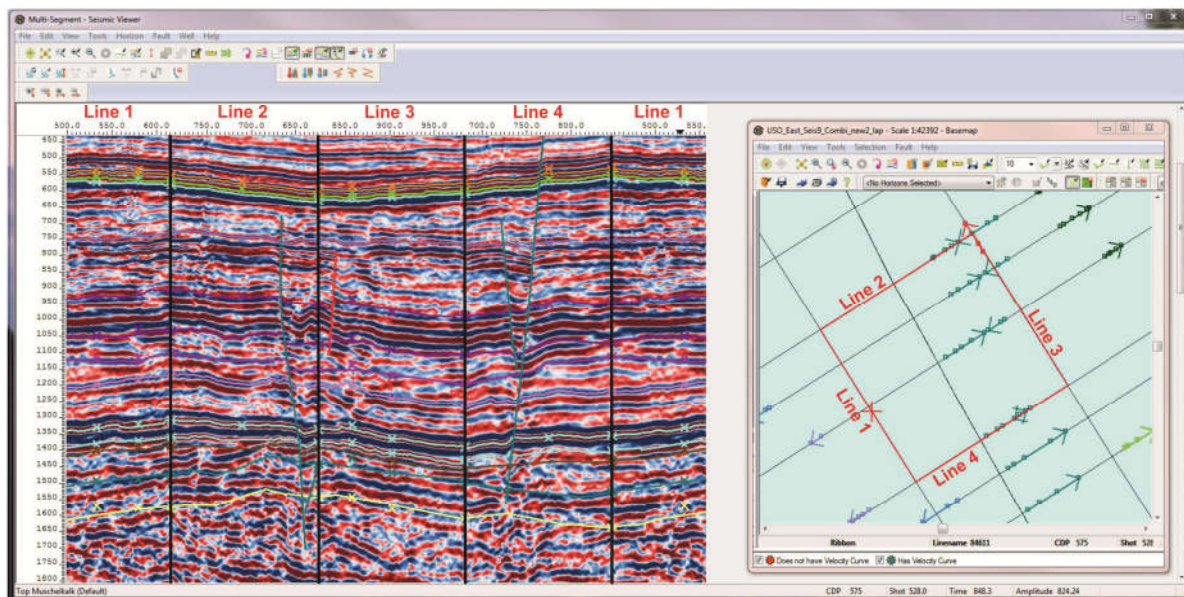 Multi-Segment - Seismic Viewer
File Edit View Tools Horizon Fault Well Help
Line 1 Line 2 Line 3 Line 4 Line 1
500.0 550.0 600.0 750.0 700.0 650.0 850.0 900.0 950.0 700.0 750.0 800.0 900.0
450
500
550
600
650
700
750
800
850
900
950
1000
1050
1100
1150
1200
1250
1300
1350
1400
1450
1500
1550
1600
1650
1700
1750
1800
Top Muschelkalk (Default)
CDP 575 Shot 528.0 Time 848.3 Amplitude 824.24
USO_East_Seis9_Combi_new2_lap - Scale 1:42392 - Basemap
File Edit View Tools Selection Fault Help
10
<No Horizons Selected>
Line 2
Line 3
Line 1
Line 4
Ribbon Linename 84611 CDP 575 Shot 528
Does not have Velocity Curve Has Velocity Curve